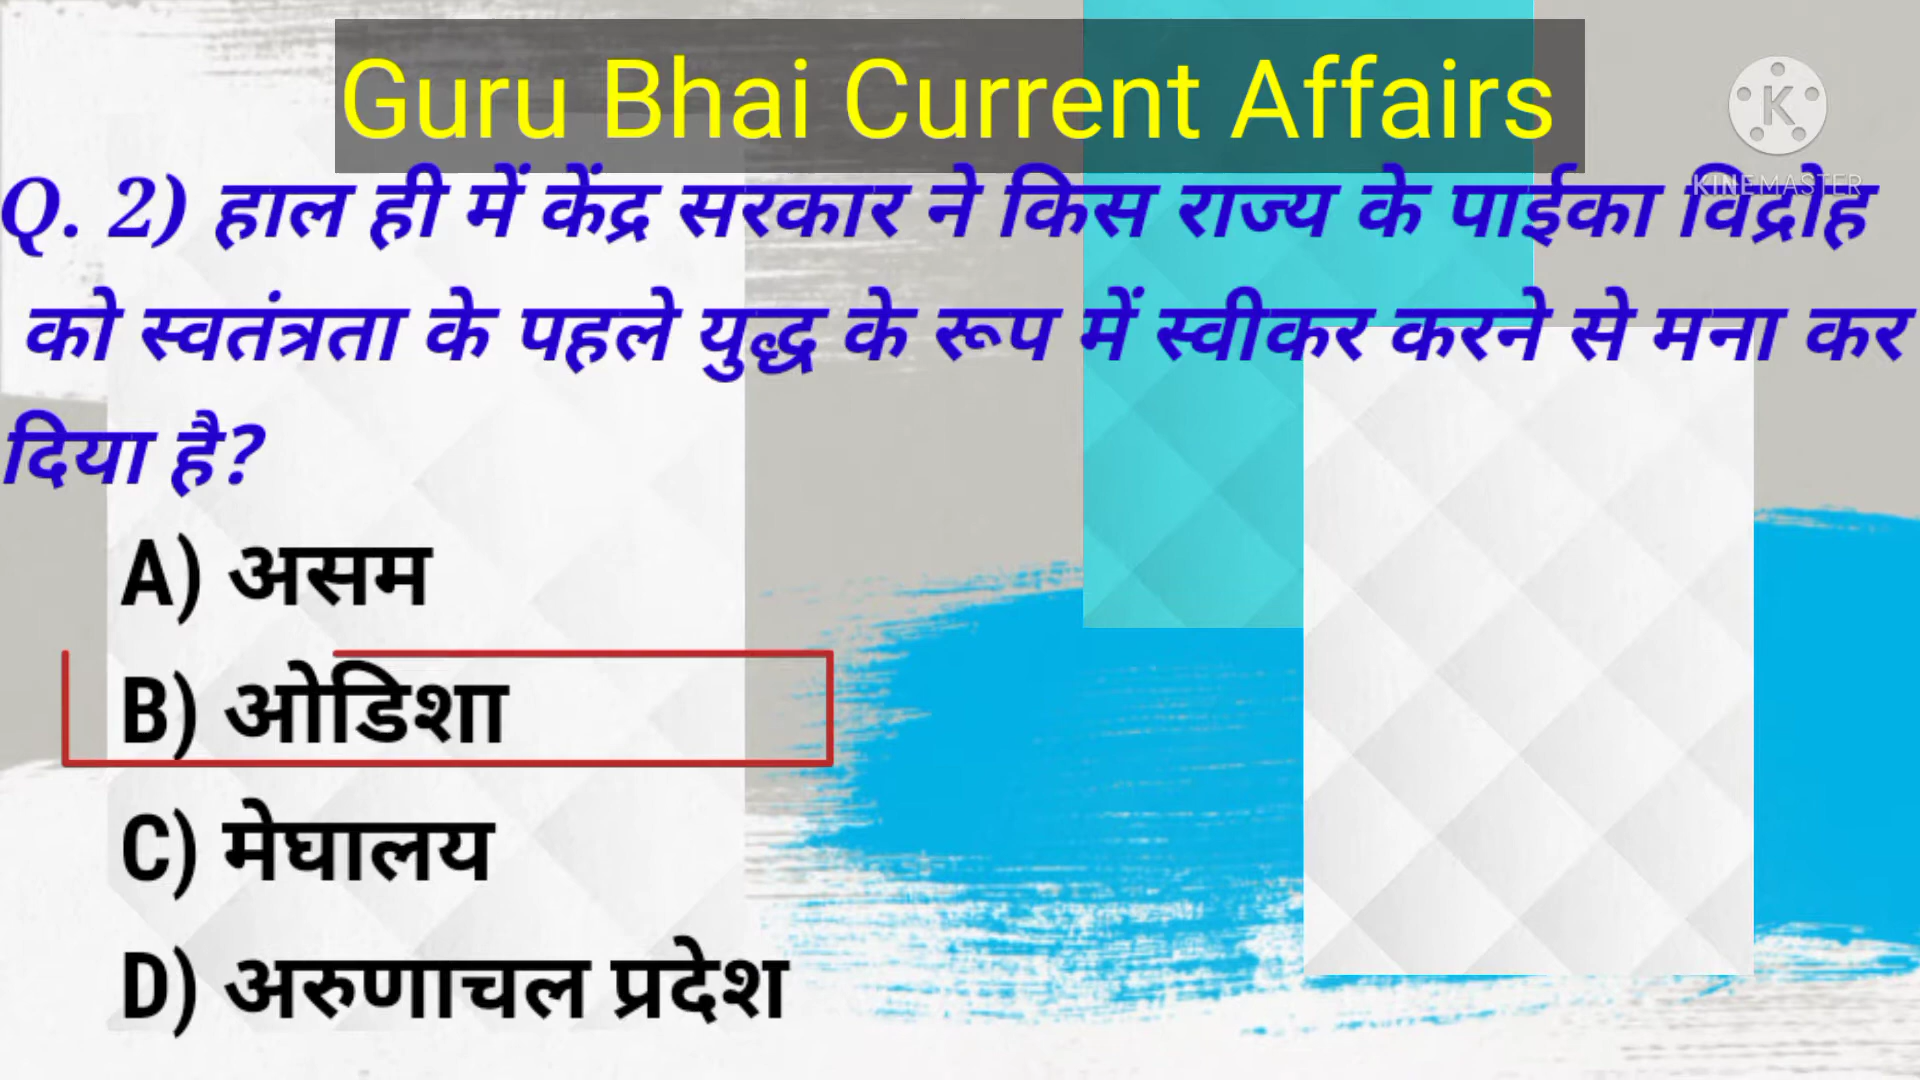 Guru Bhai Current Affairs
KINEMASTER
Q. 2) हाल ही में केंद्र सरकार ने किस राज्य के पाईका विद्रोह
को स्वतंत्रता के पहले युद्ध के रूप में स्वीकर करने से मना कर
दिया है?
A) असम
B) ओडिशा
C) मेघालय
D) अरुणाचल प्रदेश